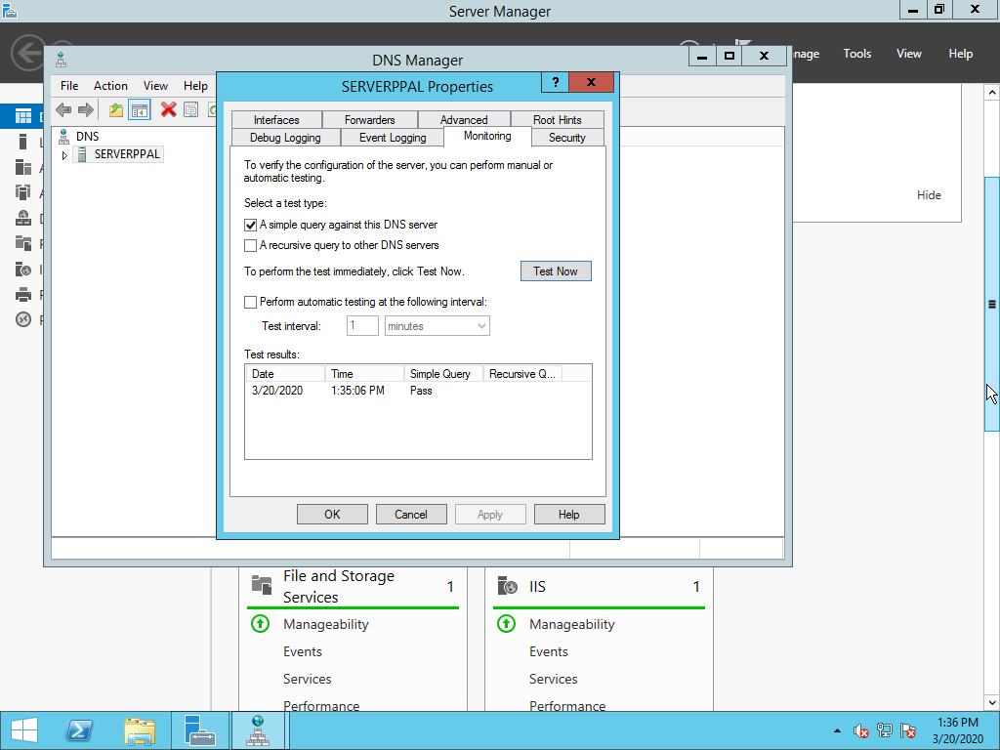 Server Manager
nage Tools View Help
DNS Manager
File Action View Help
SERVERPPAL Properties
?
DNS
SERVERPPAL
Interfaces Forwarders Advanced Root Hints
Debug Logging Event Logging Monitoring Security
To verify the configuration of the server, you can perform manual or
automatic testing.
Select a test type:
A simple query against this DNS server
A recursive query to other DNS servers
To perform the test immediately, click Test Now.
Test Now
Perform automatic testing at the following interval:
Test interval: 1 minutes
Test results:
Date Time Simple Query Recursive Q...
3/20/2020 1:35:06 PM Pass
OK Cancel Apply Help
Hide
File and Storage
Services
1
Manageability
Events
Services
Performance
IIS 1
Manageability
Events
Services
Performance
1:36 PM
3/20/2020